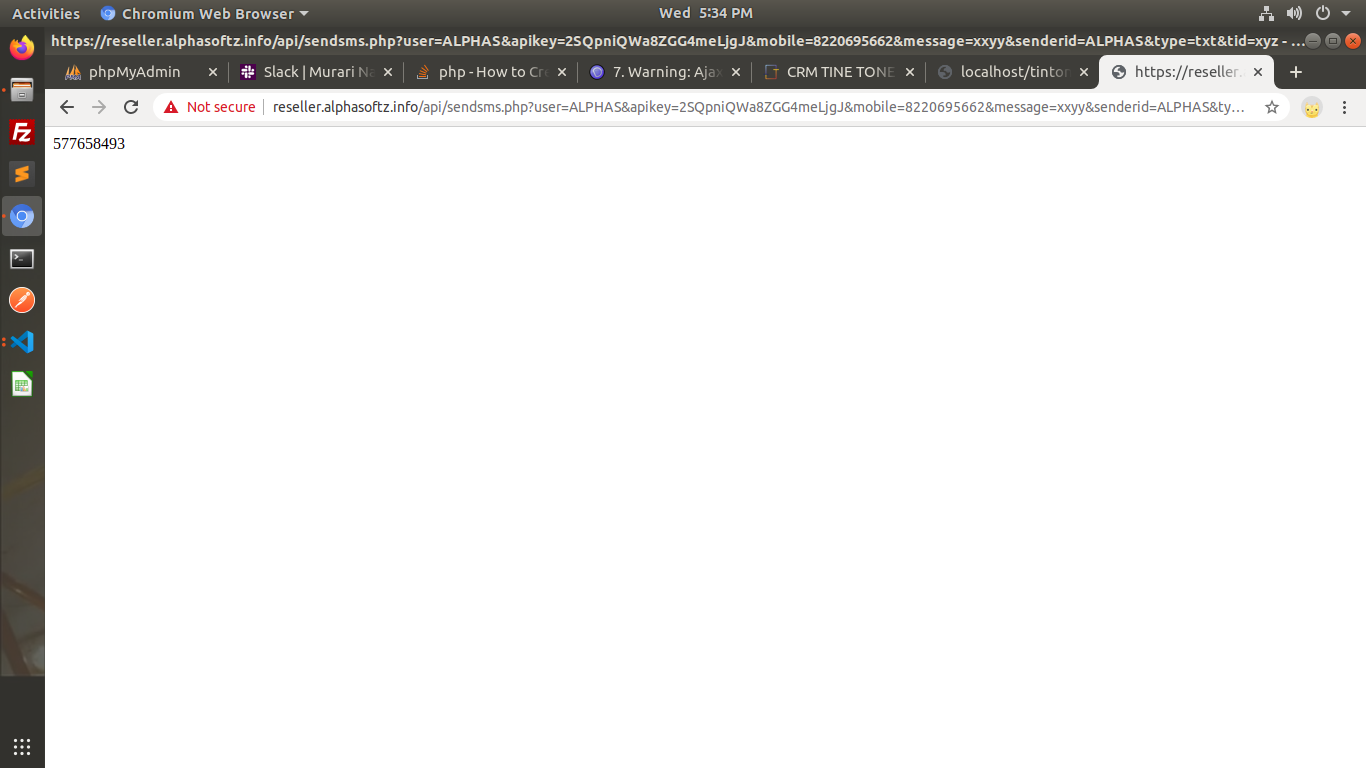 Activities Chromium Web Browser Wed 5:34 PM
https://reseller.alphasoftz.info/api/sendsms.php?user=ALPHAS&apikey=2SQpniQWa8ZGG4meLjgJ&mobile=8220695662&message=xxyy&senderid=ALPHAS&type=txt&tid=xyz - ...
phpMyAdmin Slack | Murari Na php - How to Cre 7. Warning: Ajax CRM TINE TONE localhost/tinton https://reseller.
Not secure reseller.alphasoftz.info/api/sendsms.php?user=ALPHAS&apikey=2SQpniQWa8ZGG4meLjgJ&mobile=8220695662&message=xxyy&senderid=ALPHAS&ty...
577658493